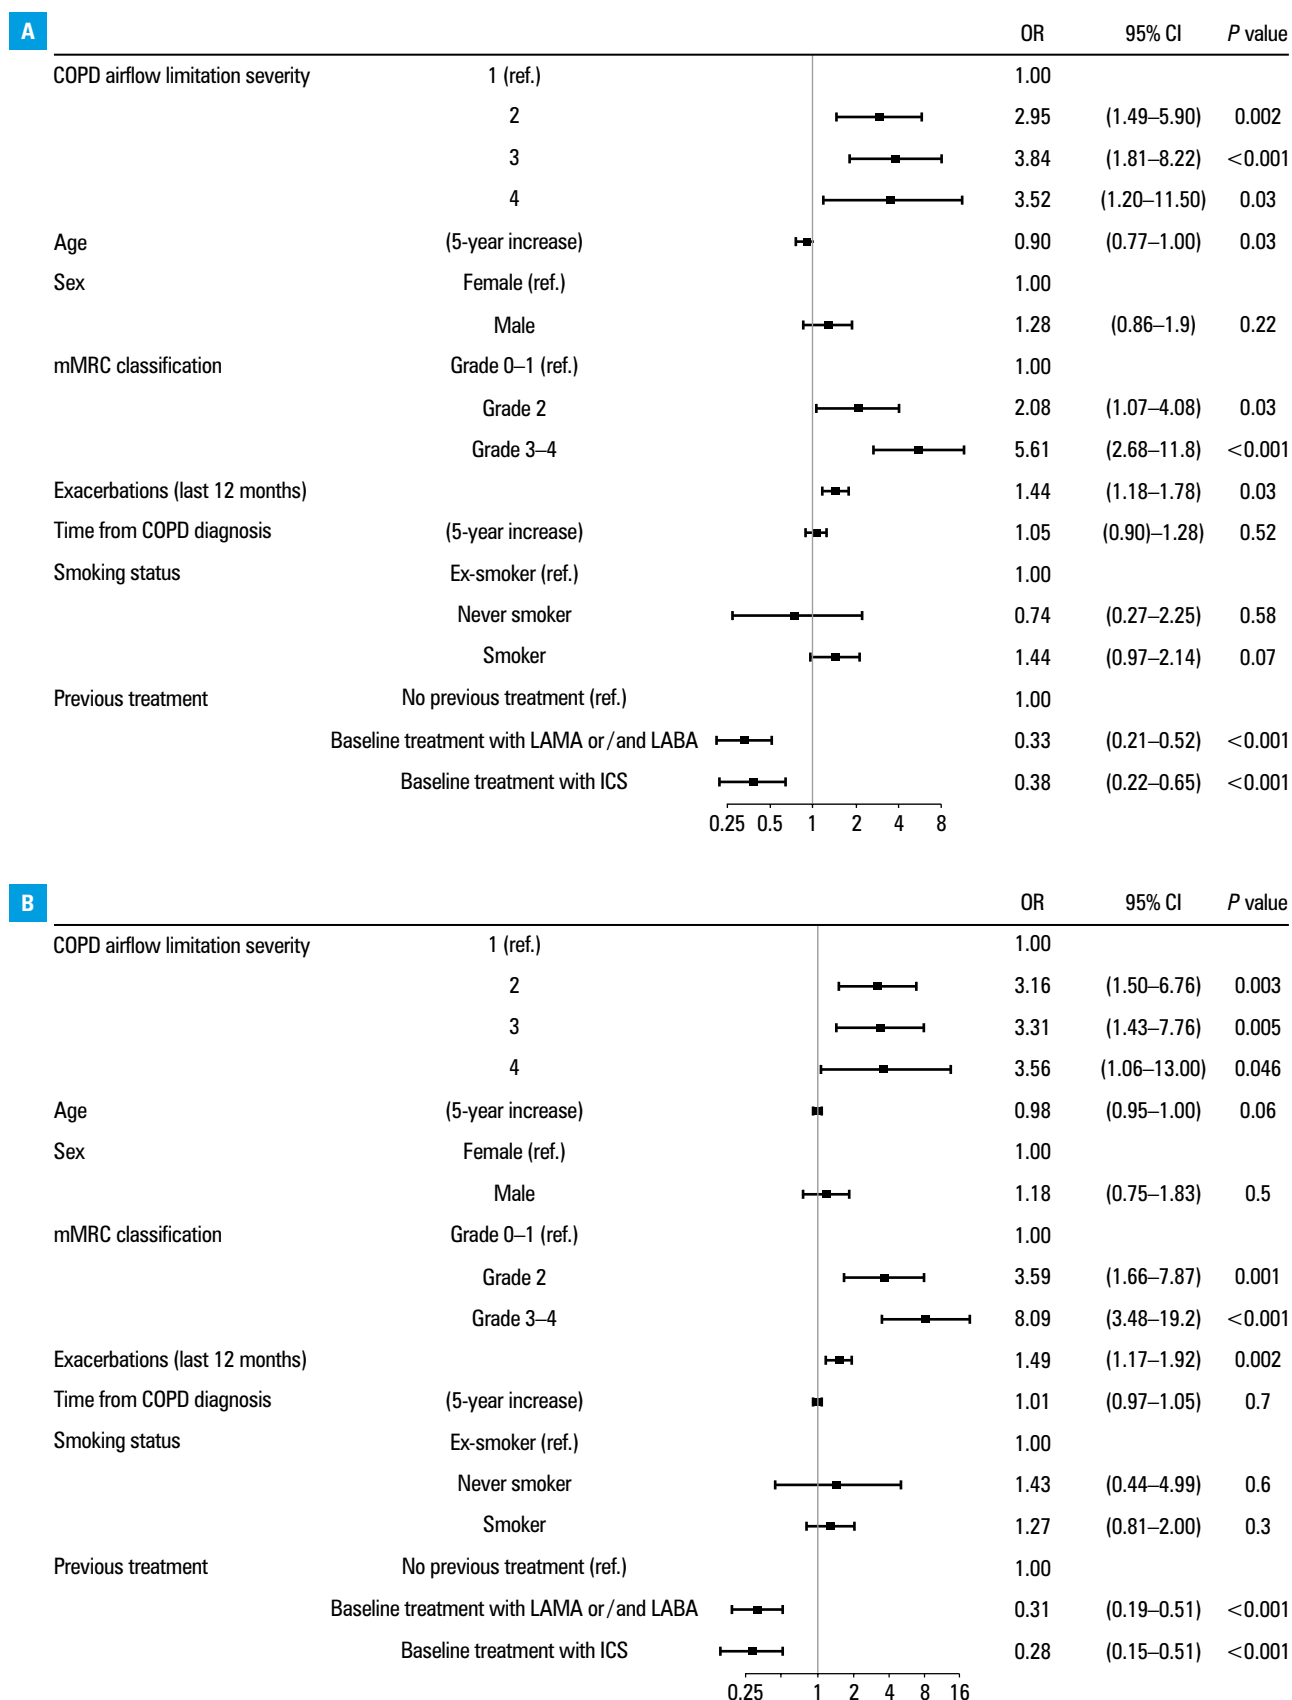 A
OR 95% CI P value
COPD airflow limitation severity 1 (ref.) 1.00
2 2.95 (1.49–5.90) 0.002
3 3.84 (1.81–8.22) <0.001
4 3.52 (1.20–11.50) 0.03
Age (5-year increase) 0.90 (0.77–1.00) 0.03
Sex Female (ref.) 1.00
Male 1.28 (0.86–1.9) 0.22
mMRC classification Grade 0–1 (ref.) 1.00
Grade 2 2.08 (1.07–4.08) 0.03
Grade 3–4 5.61 (2.68–11.8) <0.001
Exacerbations (last 12 months) 1.44 (1.18–1.78) 0.03
Time from COPD diagnosis (5-year increase) 1.05 (0.90)–1.28) 0.52
Smoking status Ex-smoker (ref.) 1.00
Never smoker 0.74 (0.27–2.25) 0.58
Smoker 1.44 (0.97–2.14) 0.07
Previous treatment No previous treatment (ref.) 1.00
Baseline treatment with LAMA or/and LABA 0.33 (0.21–0.52) <0.001
Baseline treatment with ICS 0.38 (0.22–0.65) <0.001
0.25 0.5 1 2 4 8
B
OR 95% CI P value
COPD airflow limitation severity 1 (ref.) 1.00
2 3.16 (1.50–6.76) 0.003
3 3.31 (1.43–7.76) 0.005
4 3.56 (1.06–13.00) 0.046
Age (5-year increase) 0.98 (0.95–1.00) 0.06
Sex Female (ref.) 1.00
Male 1.18 (0.75–1.83) 0.5
mMRC classification Grade 0–1 (ref.) 1.00
Grade 2 3.59 (1.66–7.87) 0.001
Grade 3–4 8.09 (3.48–19.2) <0.001
Exacerbations (last 12 months) 1.49 (1.17–1.92) 0.002
Time from COPD diagnosis (5-year increase) 1.01 (0.97–1.05) 0.7
Smoking status Ex-smoker (ref.) 1.00
Never smoker 1.43 (0.44–4.99) 0.6
Smoker 1.27 (0.81–2.00) 0.3
Previous treatment No previous treatment (ref.) 1.00
Baseline treatment with LAMA or/and LABA 0.31 (0.19–0.51) <0.001
Baseline treatment with ICS 0.28 (0.15–0.51) <0.001
0.25 1 2 4 8 16